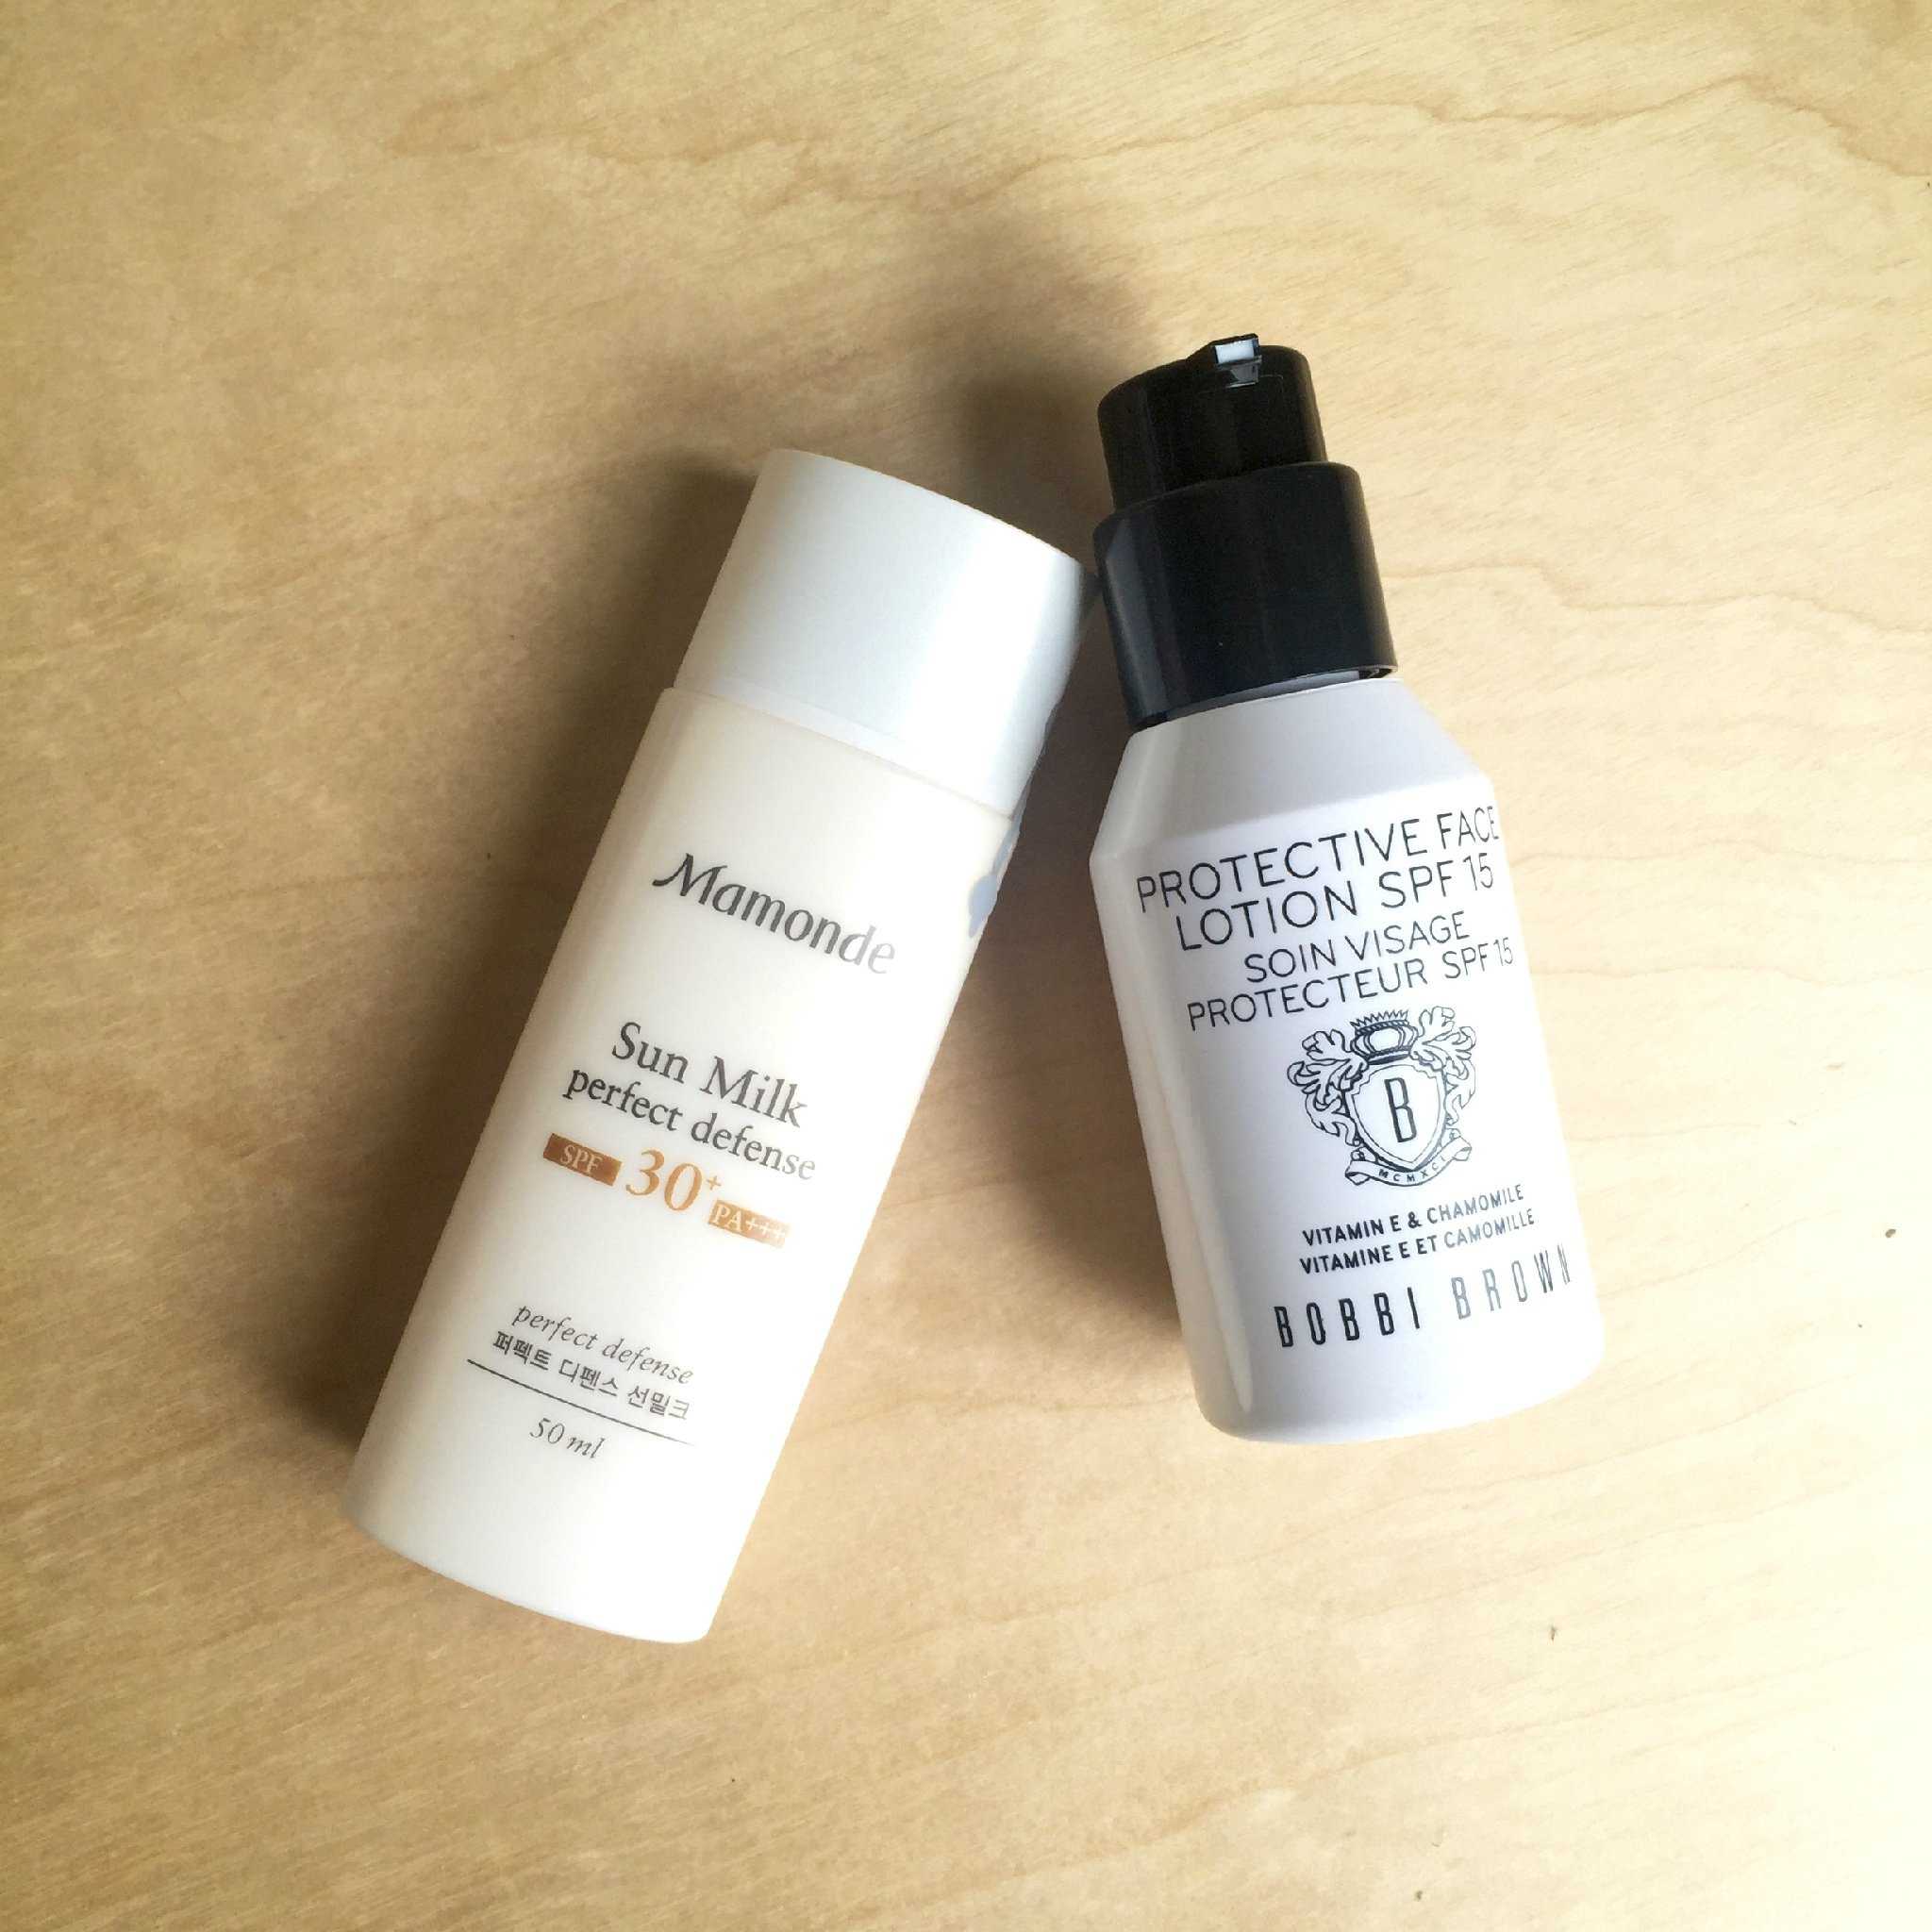 Mamonde
Sun Milk
perfect defense
SPF 30+ PA+++
perfect defense
퍼펙트 디펜스 선밀크
50 ml
PROTECTIVE FACE
LOTION SPF 15
SOIN VISAGE
PROTECTEUR SPF 15
B
MCMXCI
VITAMIN E & CHAMOMILE
VITAMINE E ET CAMOMILLE
BOBBI BROWN